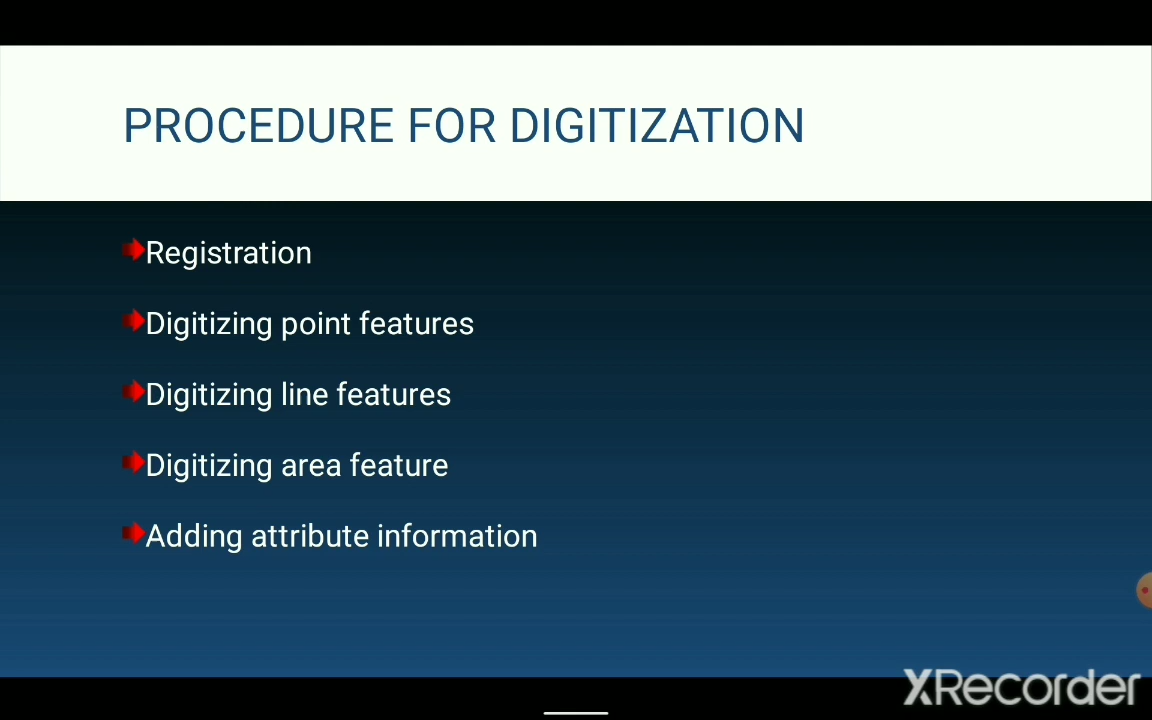 PROCEDURE FOR DIGITIZATION
Registration
Digitizing point features
Digitizing line features
Digitizing area feature
Adding attribute information
XRecorder